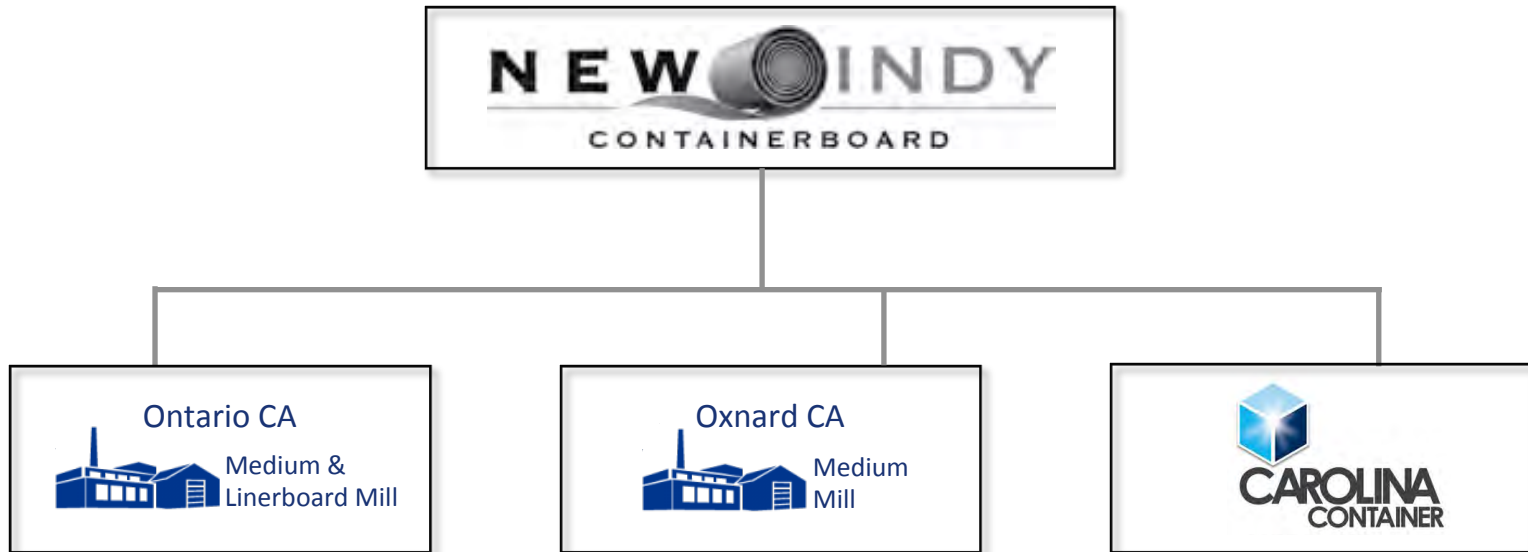 NEW INDY
CONTAINERBOARD
Ontario CA
Medium &
Linerboard Mill
Oxnard CA
Medium
Mill
CAROLINA
CONTAINER